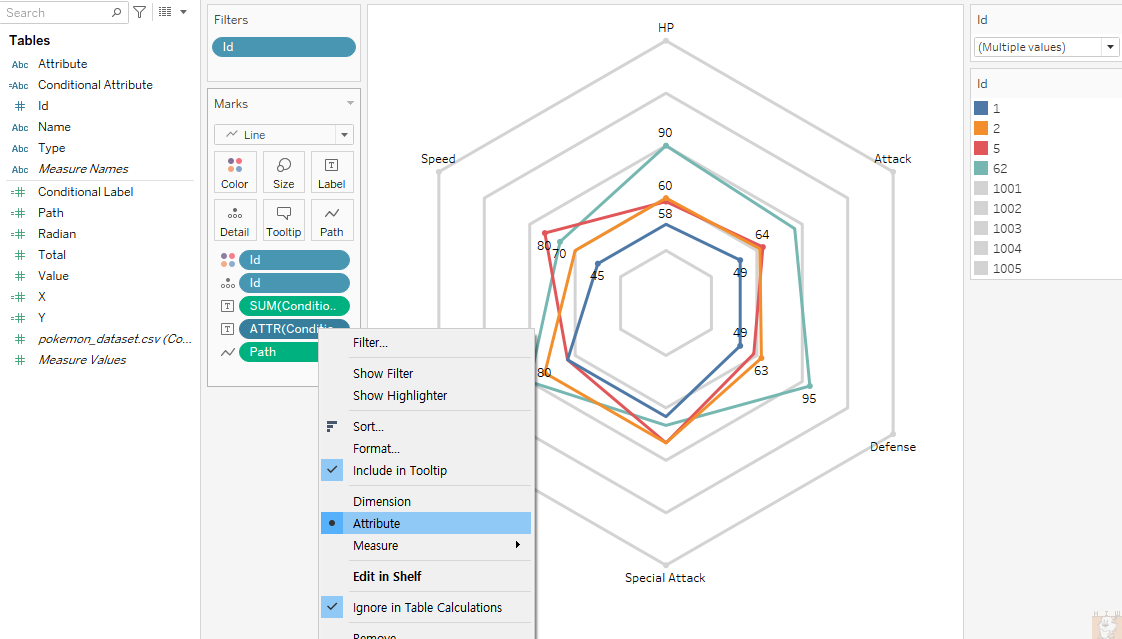 Search
Tables
Abc Attribute
=Abc Conditional Attribute
# Id
Abc Name
Abc Type
Abc Measure Names
=# Conditional Label
=# Path
=# Radian
# Total
# Value
=# X
=# Y
# pokemon_dataset.csv (Co...
# Measure Values
Filters
Id
Marks
Line
Color
Size
T
Label
Detail
Tooltip
Path
Id
Id
T SUM(Conditio..
T ATTR(Conditio
Path
Filter...
Show Filter
Show Highlighter
Sort...
Format...
Include in Tooltip
Dimension
Attribute
Measure
Edit in Shelf
Ignore in Table Calculations
Remove
HP
Speed
Attack
90
60
58
64
80
70
45
49
49
80
63
95
Defense
Special Attack
Id
(Multiple values)
Id
1
2
5
62
1001
1002
1003
1004
1005
H I W